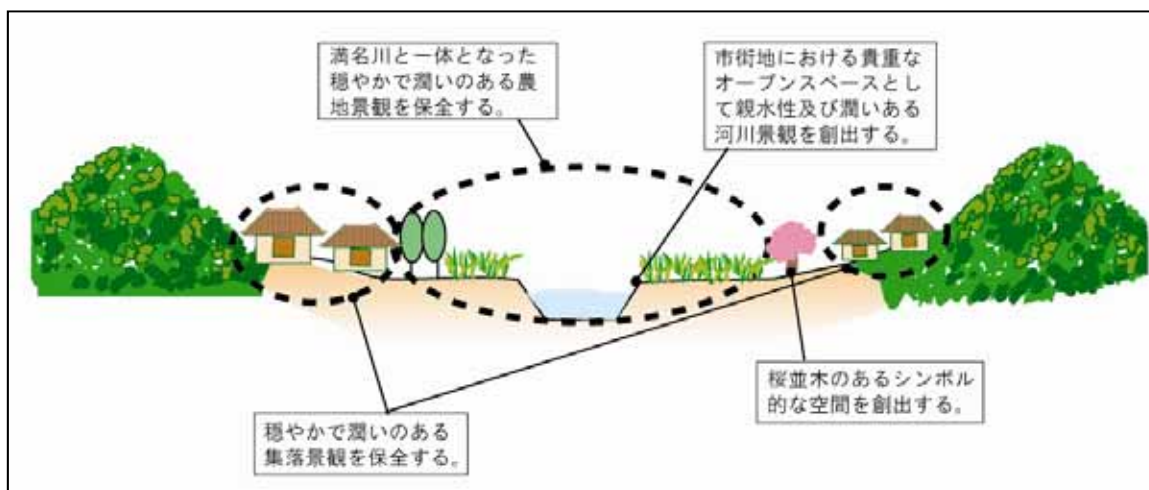 満名川と一体となった
穏やかで潤いのある農
地景観を保全する。
市街地における貴重な
オープンスペースとし
て親水性及び潤いある
河川景観を創出する。
桜並木のあるシンボル
的な空間を創出する。
穏やかで潤いのある
集落景観を保全する。